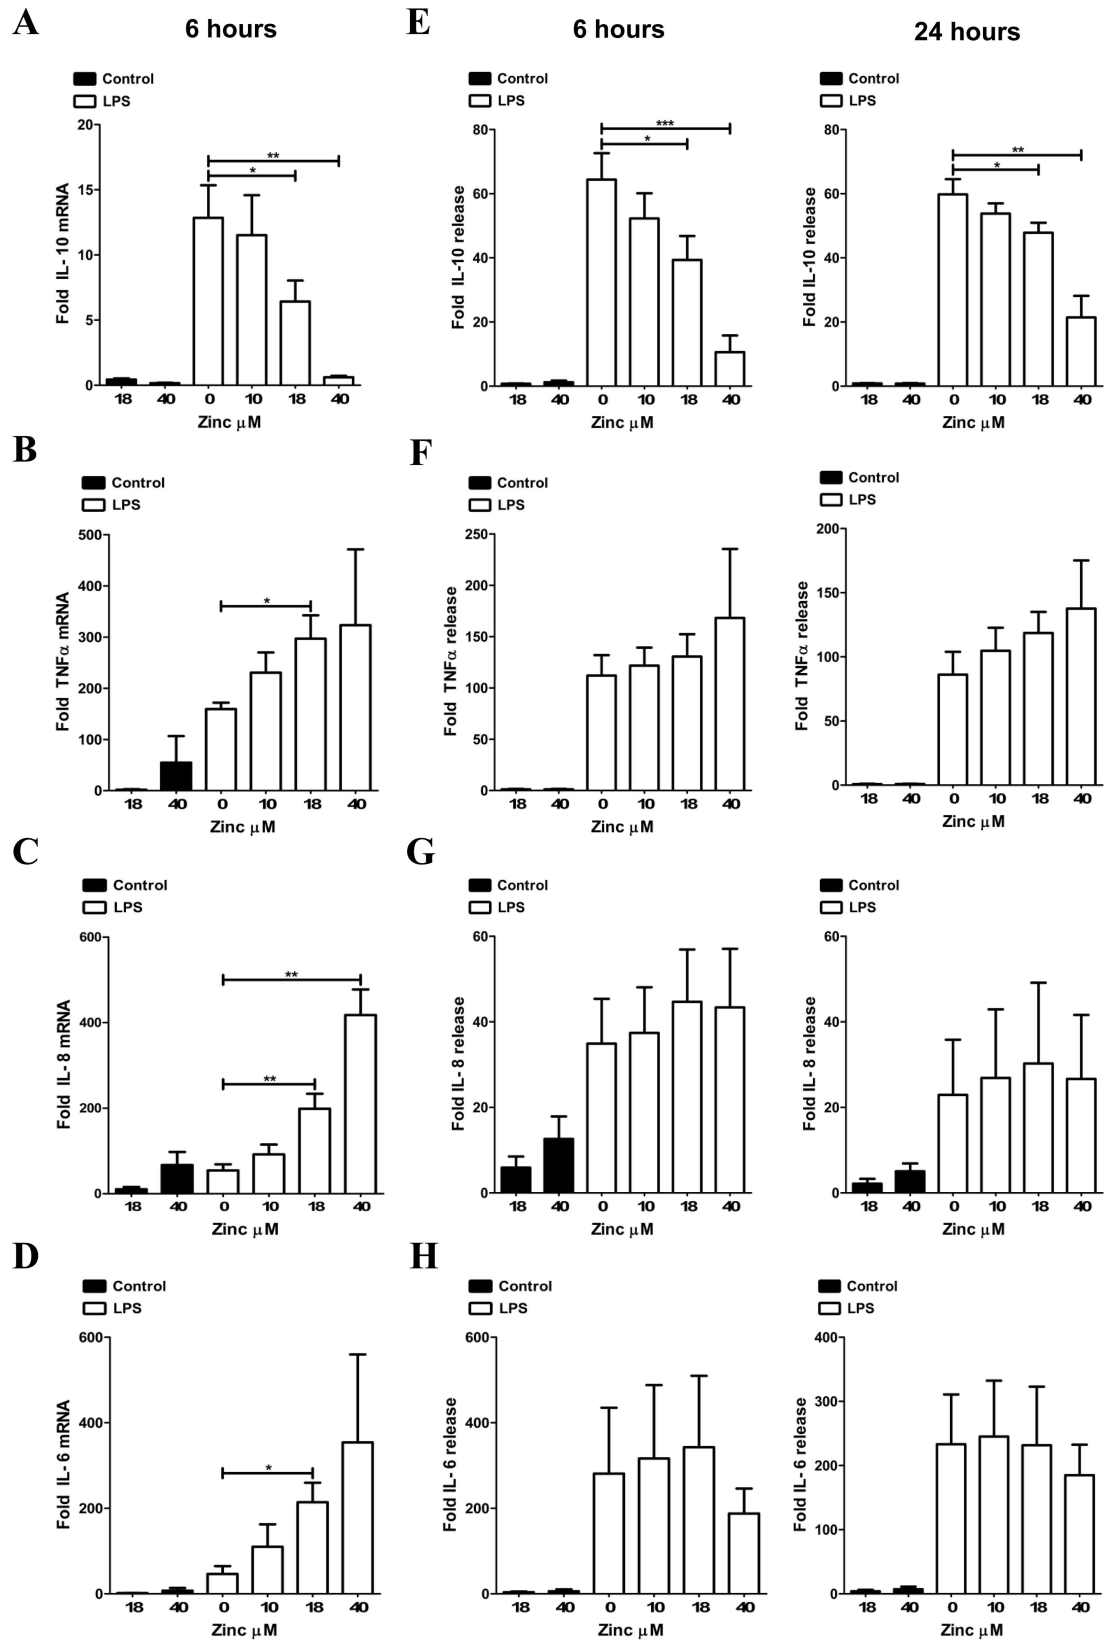 A
6 hours
Control
LPS
20
15
10
5
0
Fold IL- 10 mRNA
**
*
18 40 0 10 18 40
Zinc μM
E
6 hours
Control
LPS
80
60
40
20
0
Fold IL-10 release
***
*
18 40 0 10 18 40
Zinc μM
24 hours
Control
LPS
80
60
40
20
0
Fold IL-10 release
**
*
18 40 0 10 18 40
Zinc μM
B
Control
LPS
500
400
300
200
100
0
Fold TNFα mRNA
*
18 40 0 10 18 40
Zinc μM
F
Control
LPS
250
200
150
100
50
0
Fold TNFα release
18 40 0 10 18 40
Zinc μM
Control
LPS
200
150
100
50
0
Fold TNFα release
18 40 0 10 18 40
Zinc μM
C
Control
LPS
600
400
200
0
Fold IL- 8 mRNA
**
**
18 40 0 10 18 40
Zinc μM
G
Control
LPS
60
40
20
0
Fold IL- 8 release
18 40 0 10 18 40
Zinc μM
Control
LPS
60
40
20
0
Fold IL- 8 release
18 40 0 10 18 40
Zinc μM
D
Control
LPS
600
400
200
0
Fold IL- 6 mRNA
*
18 40 0 10 18 40
Zinc μM
H
Control
LPS
600
400
200
0
Fold IL- 6 release
18 40 0 10 18 40
Zinc μM
Control
LPS
400
300
200
100
0
Fold IL- 6 release
18 40 0 10 18 40
Zinc μM